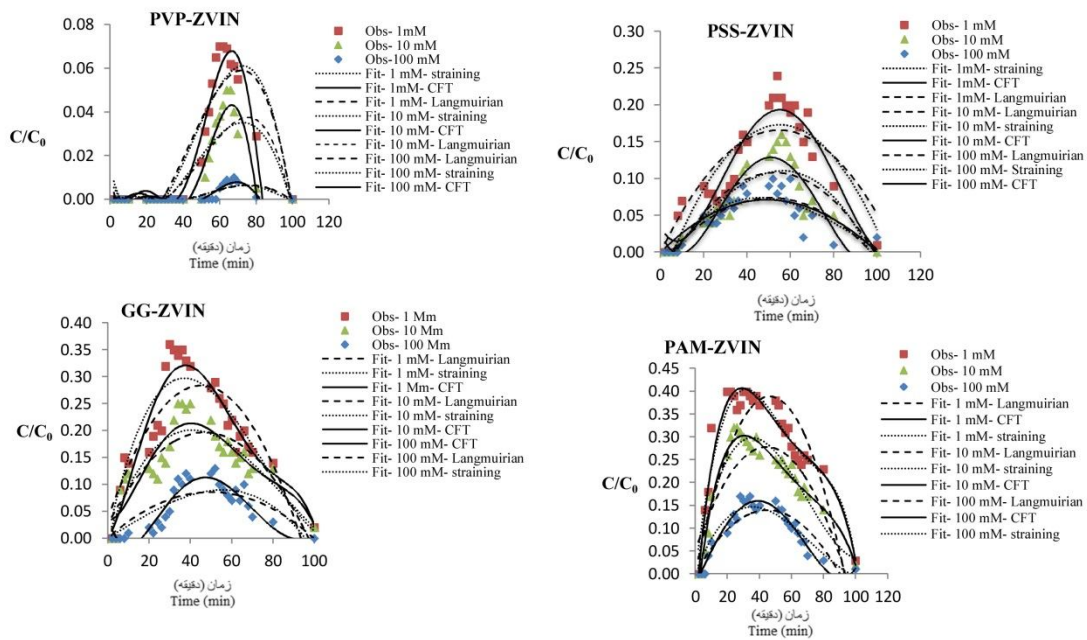 PVP-ZVIN
C/C₀
0.08
0.06
0.04
0.02
0.00
0 20 40 60 80 100 120
زمان (دقیقه)
Time (min)
Obs- 1mM
Obs- 10 mM
Obs-100 mM
Fit- 1 mM- straining
Fit- 1mM- CFT
Fit- 1 mM- Langmuirian
Fit- 10 mM- straining
Fit- 10 mM- CFT
Fit- 10 mM- Langmuirian
Fit- 100 mM- Langmuirian
Fit- 100 mM- straining
Fit- 100 mM- CFT
PSS-ZVIN
C/C₀
0.30
0.25
0.20
0.15
0.10
0.05
0.00
0 20 40 60 80 100 120
زمان (دقیقه)
Time (min)
Obs- 1 mM
Obs- 10 mM
Obs- 100 mM
Fit- 1mM- straining
Fit- 1mM- CFT
Fit- 1mM- Langmuirian
Fit- 10 mM- Langmuirian
Fit- 10 mM- straining
Fit- 10 mM- CFT
Fit- 100 mM- Langmuirian
Fit- 100 mM- Straining
Fit- 100 mM- CFT
GG-ZVIN
C/C₀
0.40
0.35
0.30
0.25
0.20
0.15
0.10
0.05
0.00
0 20 40 60 80 100
زمان (دقیقه)
Time (min)
Obs- 1 Mm
Obs- 10 Mm
Obs- 100 Mm
Fit- 1 mM- Langmuirian
Fit- 1 mM- straining
Fit- 1 Mm- CFT
Fit- 10 mM- Langmuirian
Fit- 10 mM- straining
Fit- 10 mM- CFT
Fit- 100 mM- CFT
Fit- 100 mM- Langmuirian
Fit- 100 mM- straining
PAM-ZVIN
C/C₀
0.45
0.40
0.35
0.30
0.25
0.20
0.15
0.10
0.05
0.00
0 20 40 60 80 100 120
زمان (دقیقه)
Time (min)
Obs- 1 mM
Obs- 10 mM
Obs- 100 mM
Fit- 1 mM- Langmuirian
Fit- 1 mM- CFT
Fit- 1 mM- straining
Fit- 10 mM- Langmuirian
Fit- 10 mM- straining
Fit- 10 mM- CFT
Fit- 100 mM- Langmuirian
Fit- 100 mM- CFT
Fit- 100 mM- straining